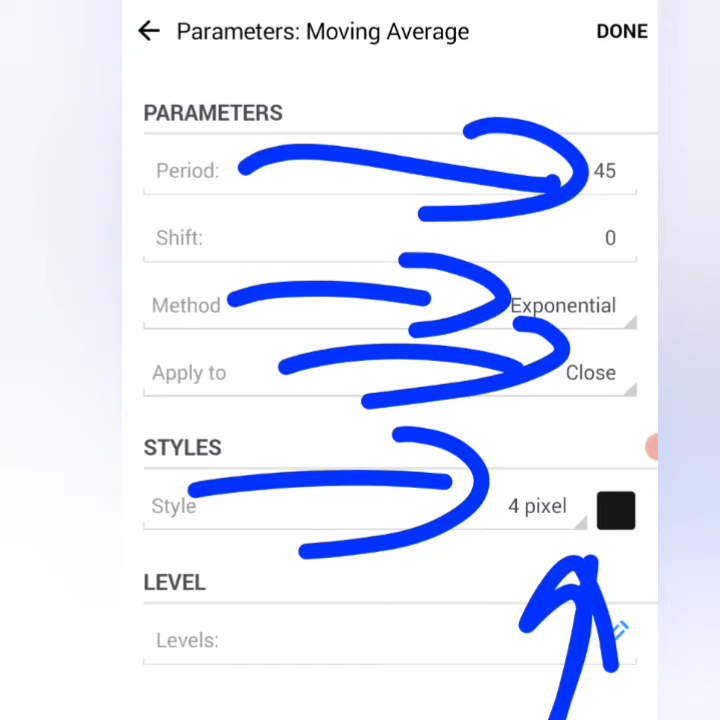 Parameters: Moving Average DONE
PARAMETERS
Period: 45
Shift: 0
Method Exponential
Apply to Close
STYLES
Style 4 pixel
LEVEL
Levels: